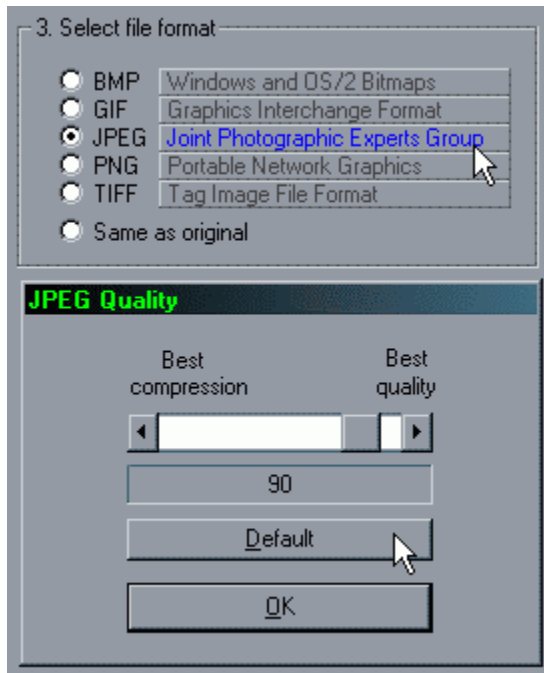 3. Select file format
BMP Windows and OS/2 Bitmaps
GIF Graphics Interchange Format
JPEG Joint Photographic Experts Group
PNG Portable Network Graphics
TIFF Tag Image File Format
Same as original
JPEG Quality
Best Best
compression quality
90
Default
OK